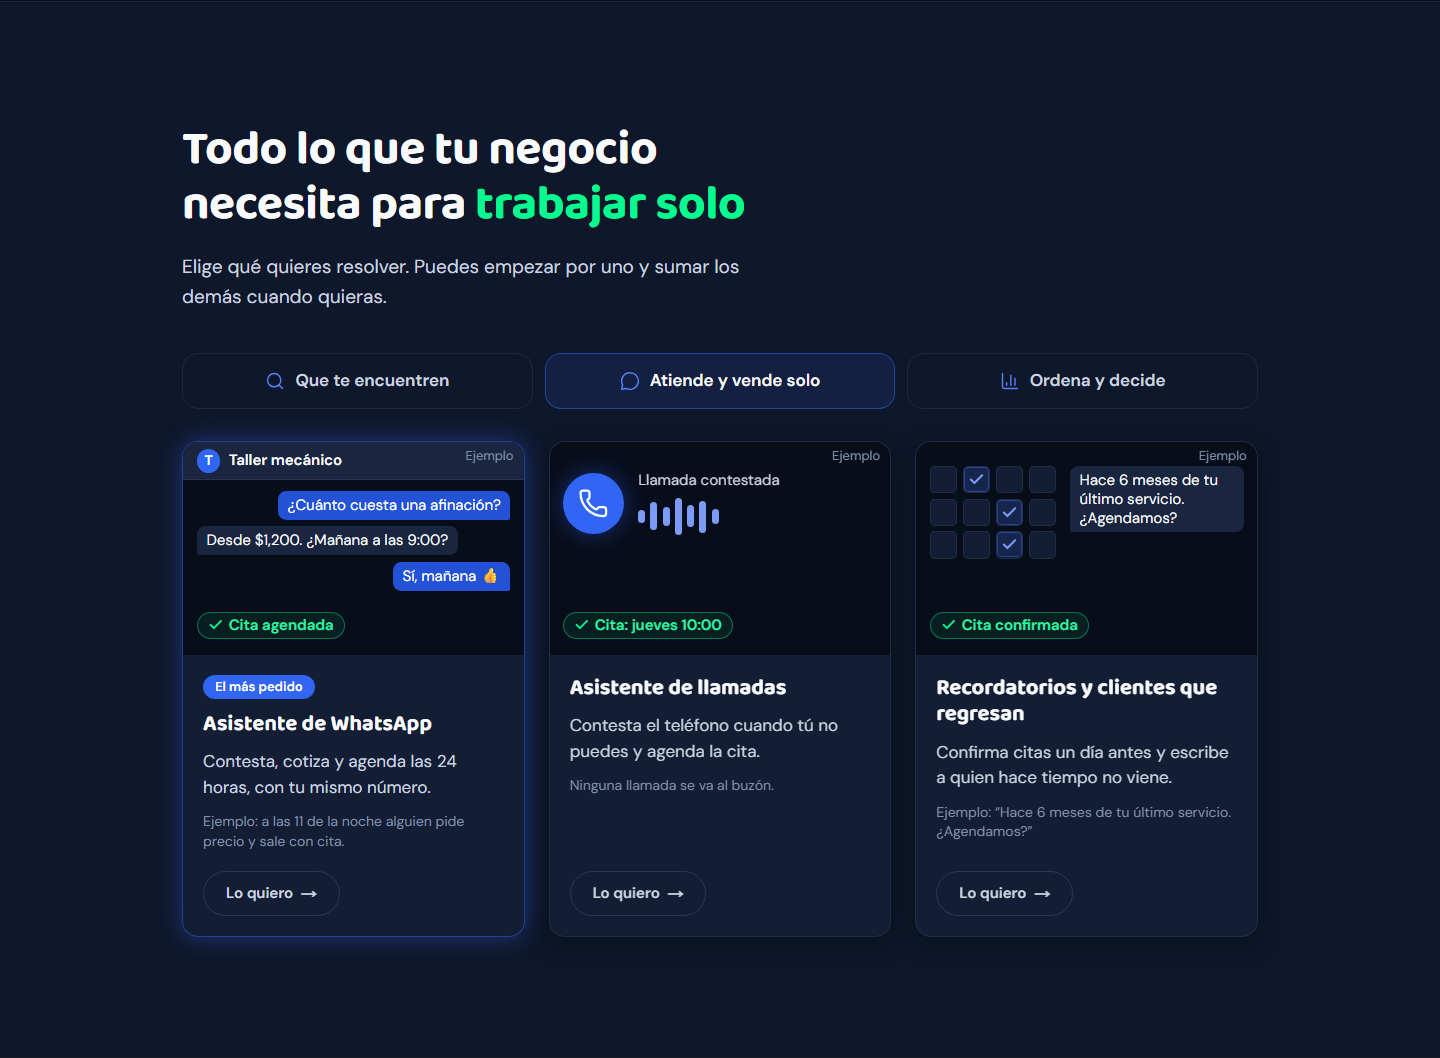 Todo lo que tu negocio
necesita para trabajar solo
Elige qué quieres resolver. Puedes empezar por uno y sumar los
demás cuando quieras.
Que te encuentren
Atiende y vende solo
Ordena y decide
T Taller mecánico
Ejemplo
¿Cuánto cuesta una afinación?
Desde $1,200. ¿Mañana a las 9:00?
Sí, mañana 👍
Cita agendada
El más pedido
Asistente de WhatsApp
Contesta, cotiza y agenda las 24
horas, con tu mismo número.
Ejemplo: a las 11 de la noche alguien pide
precio y sale con cita.
Lo quiero →
Ejemplo
Llamada contestada
Cita: jueves 10:00
Asistente de llamadas
Contesta el teléfono cuando tú no
puedes y agenda la cita.
Ninguna llamada se va al buzón.
Lo quiero →
Ejemplo
Hace 6 meses de tu
último servicio.
¿Agendamos?
Cita confirmada
Recordatorios y clientes que
regresan
Confirma citas un día antes y escribe
a quien hace tiempo no viene.
Ejemplo: “Hace 6 meses de tu último servicio.
¿Agendamos?”
Lo quiero →